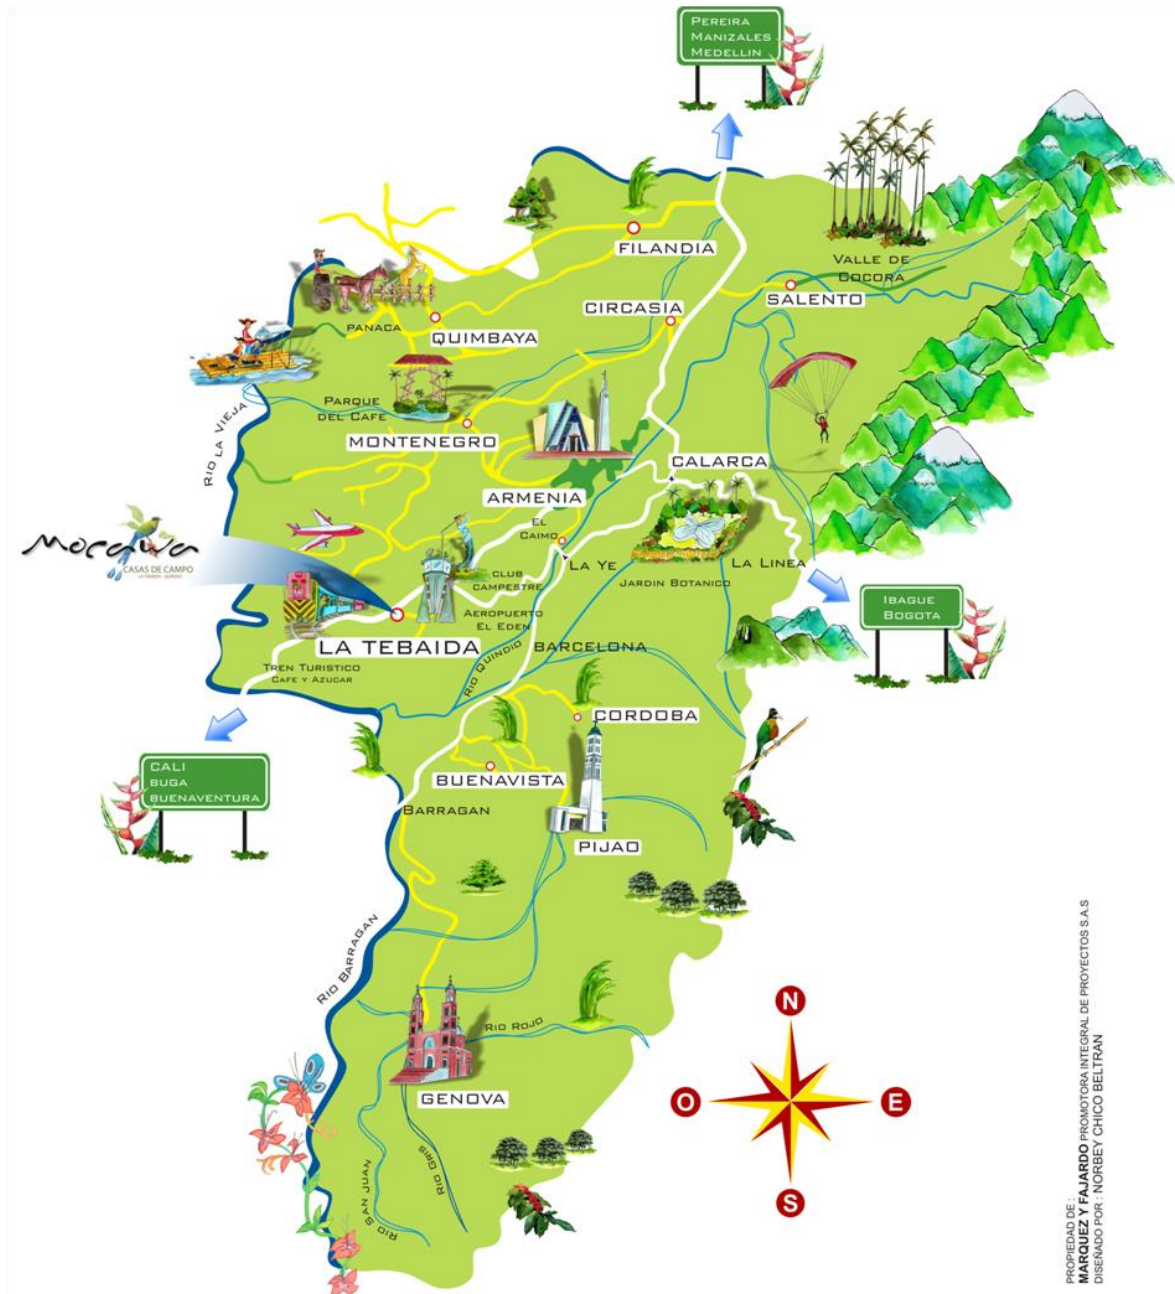 PEREIRA
MANIZALES
MEDELLIN
FILANDIA
VALLE DE
COCORA
SALENTO
CIRCASIA
PANACA
QUIMBAYA
PARQUE
DEL CAFE
MONTENEGRO
RIO LA VIEJA
CALARCA
ARMENIA
EL
CAIMO
LA YE
LA LINEA
JARDIN BOTANICO
Mocawa
CASAS DE CAMPO
LA TEBAIDA - QUINDIO
CLUB
CAMPESTRE
AEROPUERTO
EL EDEN
IBAGUE
BOGOTA
LA TEBAIDA
BARCELONA
RIO QUINDIO
TREN TURISTICO
CAFE Y AZUCAR
CORDOBA
CALI
BUGA
BUENAVENTURA
BUENAVISTA
BARRAGAN
PIJAO
RIO BARRAGAN
RIO ROJO
GENOVA
RIO GRIS
RIO SAN JUAN
N
O
E
S
PROPIEDAD DE :
MARQUEZ Y FAJARDO PROMOTORA INTEGRAL DE PROYECTOS S.A.S
DISEÑADO POR : NORBEY CHICO BELTRAN